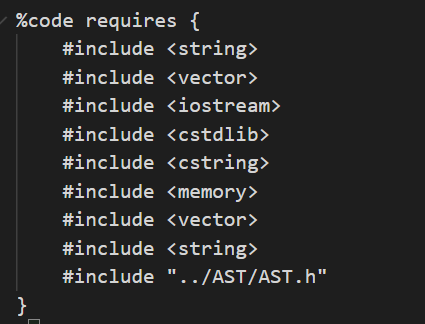 %code requires {
    #include <string>
    #include <vector>
    #include <iostream>
    #include <cstdlib>
    #include <cstring>
    #include <memory>
    #include <vector>
    #include <string>
    #include "../AST/AST.h"
}